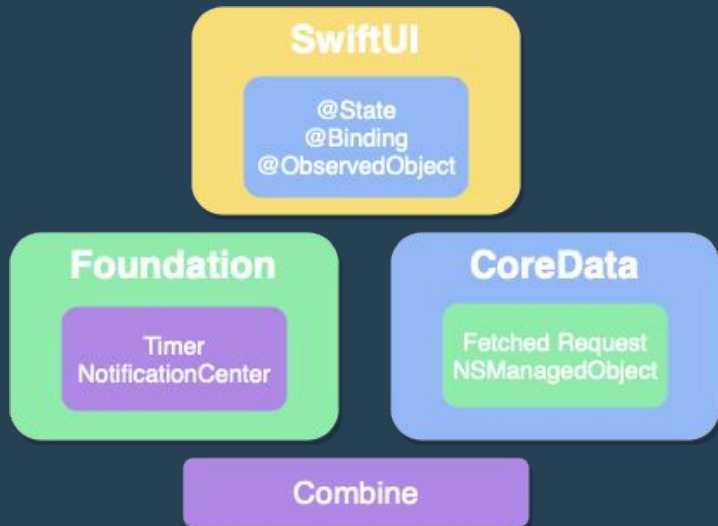 SwiftUI
@State
@Binding
@ObservedObject
Foundation
Timer
NotificationCenter
CoreData
Fetched Request
NSManagedObject
Combine